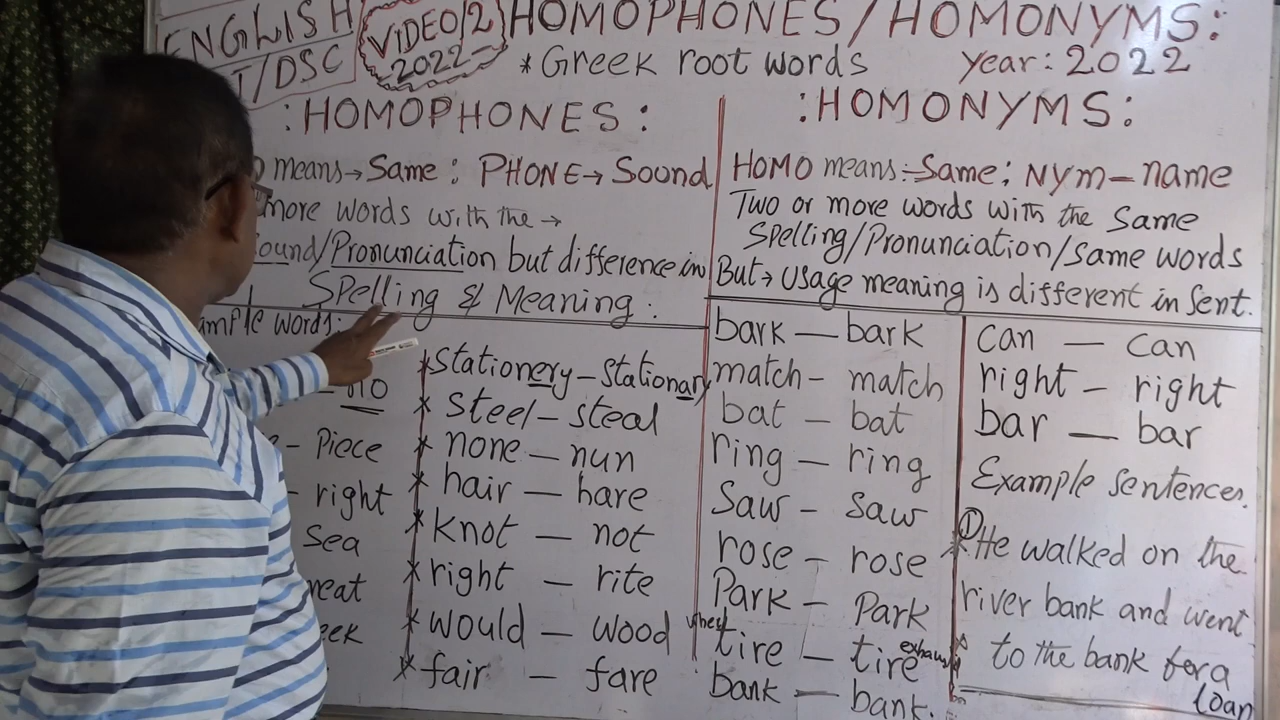 ENGLISH
/DSC
VIDEO/2
2022
HOMOPHONES/HOMONYMS:
*Greek root words
year: 2022
:HOMOPHONES:
means→Same: PHONE→Sound
more words with the →
ound/Pronunciation but difference in
Spelling & Meaning:
ample words:
Piece
- right
Sea
reat
eek
*Stationery-Stationary
* Steel-steal
* none-nun
* hair-hare
* knot-not
* right-rite
* would-wood
* fair-fare
:HOMONYMS:
HOMO means:-Same: Nym-name
Two or more words with the same
Spelling/Pronunciation/same words
But→Usage meaning is different in Sent.
bark-bark
match-match
bat-bat
ring-ring
Saw-saw
rose-rose
Park-Park
tire-tire
bank-bank.
can-can
right-right
bar-bar
Example sentences.
① He walked on the
river bank and went
to the bank for a
loan